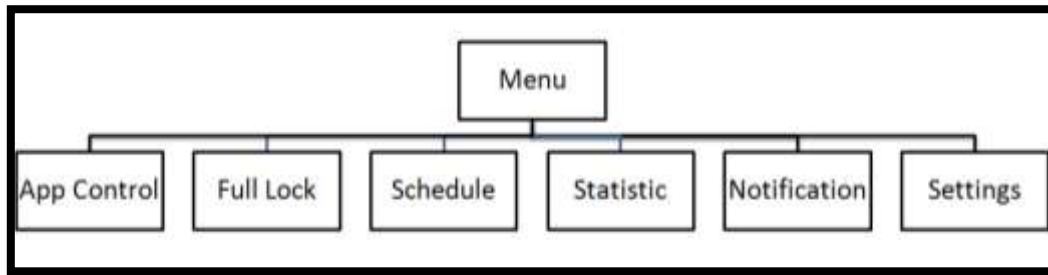 Menu
App Control
Full Lock
Schedule
Statistic
Notification
Settings